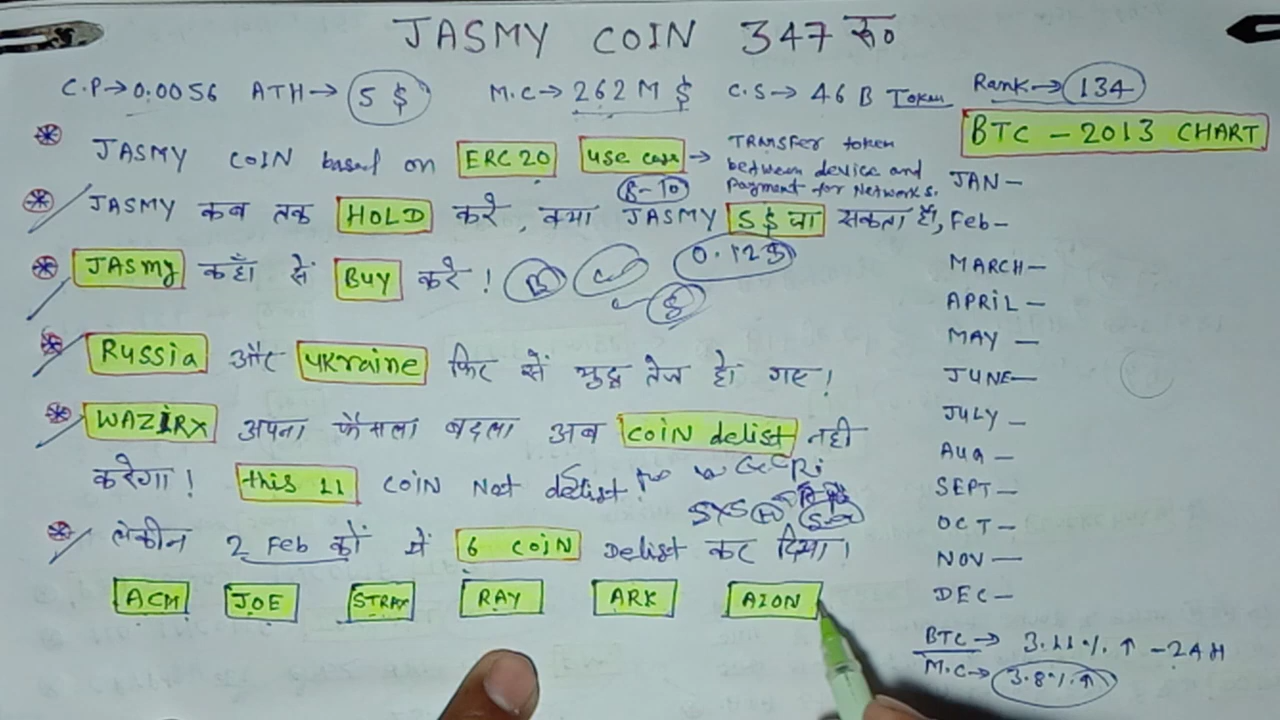 JASMY COIN 347 रू०
C.P→0.0056 ATH→ 5 $ M.C→ 262 M $ C.S→ 46 B Token Rank→ 134
JASMY COIN based on ERC20 use case → TRANSFER token
between device and
payment for Networks.
JASMY कब तक HOLD करे, क्या JASMY 5 $ जा सकता है,
8-10
JASMY कहाँ से BUY करे ! B C 0.123
Russia और ukraine फिर से युद्ध तेज हो गए !
WAZIRX अपना फैसला बदला अब coin delist नही
करेगा ! this 11 COIN Not delist !
SYS
लेकीन 2 Feb को में 6 COIN Delist कर दिया !
ACM JOE STRAX RAY ARK AION
BTC - 2013 CHART
JAN -
Feb -
MARCH -
APRIL -
MAY -
JUNE -
JULY -
Aug -
SEPT -
OCT -
NOV -
DEC -
BTC → 3.11% ↑ - 24 H
M.C → 3.8% ↑